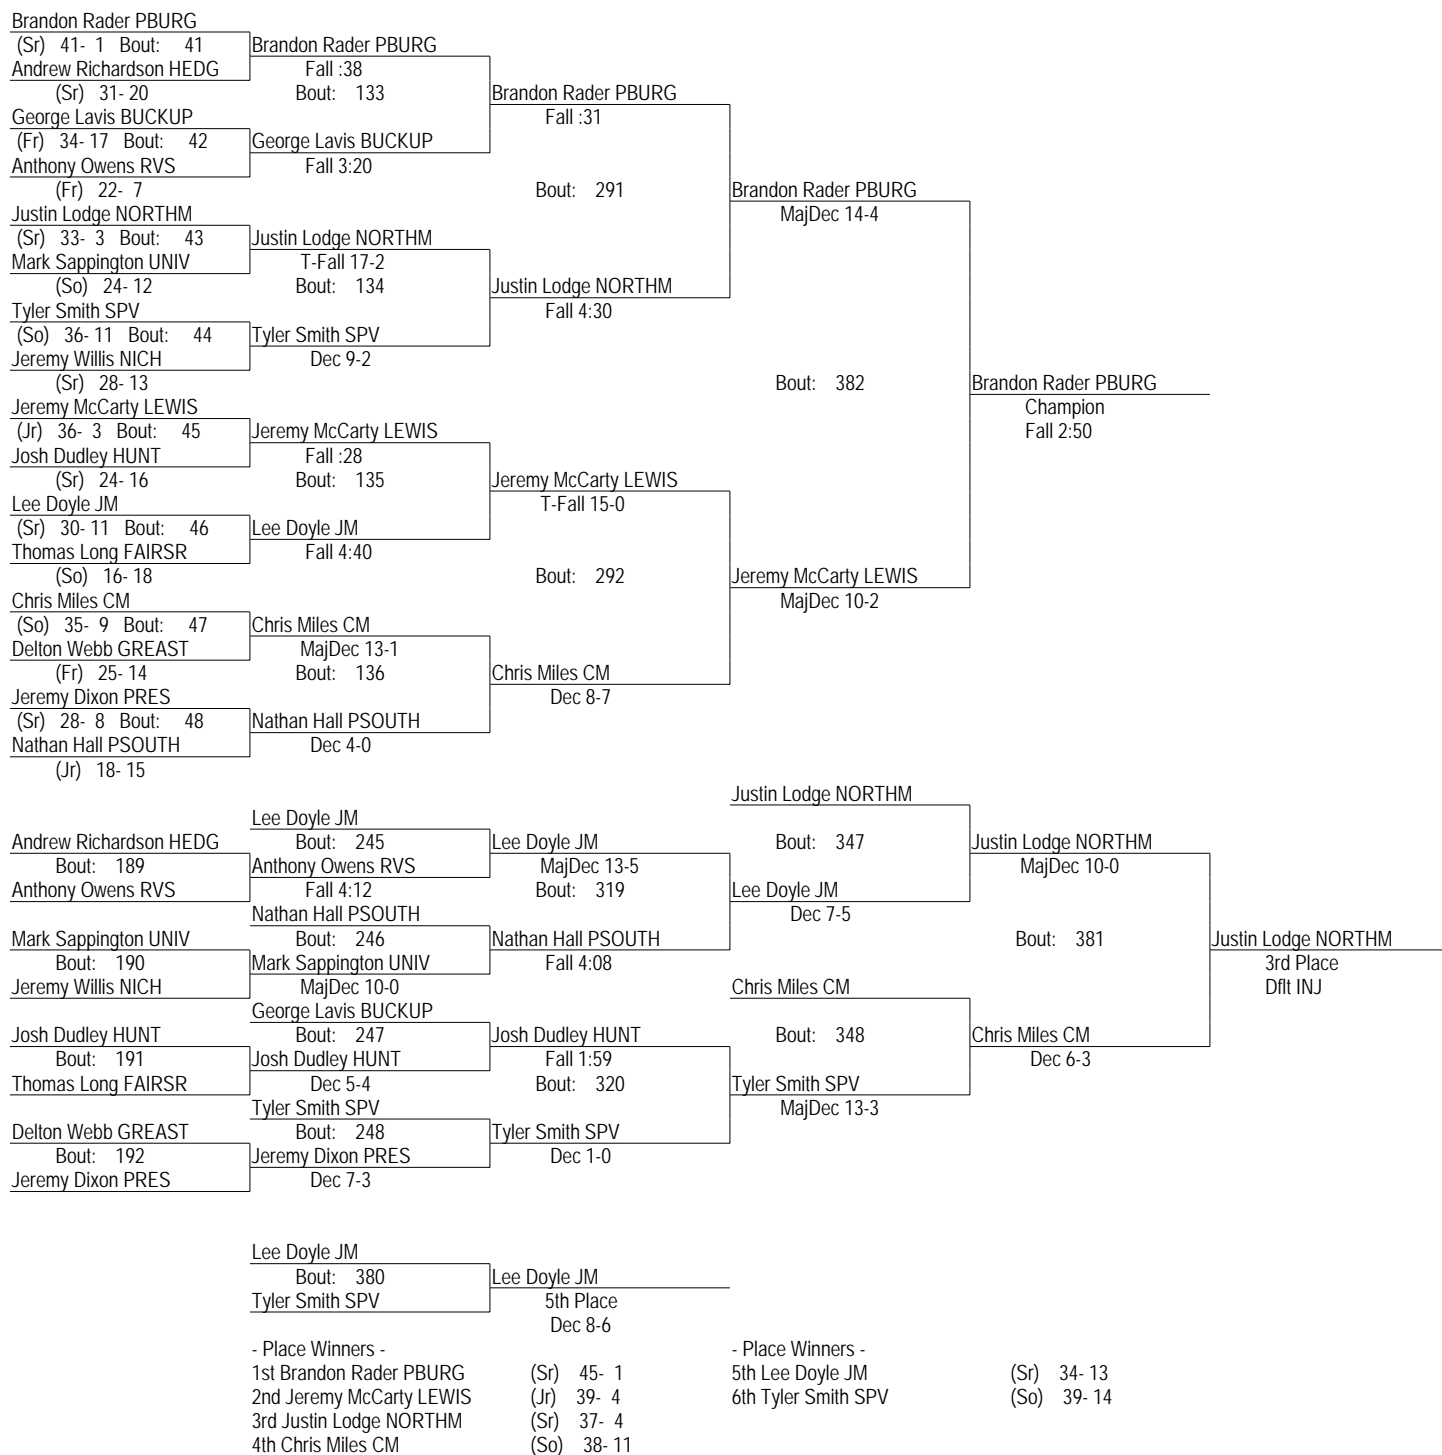 Brandon Rader PBURG
(Sr) 41- 1 Bout: 41 Brandon Rader PBURG
Andrew Richardson HEDG Fall :38
(Sr) 31- 20 Bout: 133 Brandon Rader PBURG
George Lavis BUCKUP Fall :31
(Fr) 34- 17 Bout: 42 George Lavis BUCKUP
Anthony Owens RVS Fall 3:20
(Fr) 22- 7 Bout: 291 Brandon Rader PBURG
Justin Lodge NORTHM MajDec 14-4
(Sr) 33- 3 Bout: 43 Justin Lodge NORTHM
Mark Sappington UNIV T-Fall 17-2
(So) 24- 12 Bout: 134 Justin Lodge NORTHM
Tyler Smith SPV Fall 4:30
(So) 36- 11 Bout: 44 Tyler Smith SPV
Jeremy Willis NICH Dec 9-2
(Sr) 28- 13 Bout: 382 Brandon Rader PBURG
Jeremy McCarty LEWIS Champion
(Jr) 36- 3 Bout: 45 Jeremy McCarty LEWIS Fall 2:50
Josh Dudley HUNT Fall :28
(Sr) 24- 16 Bout: 135 Jeremy McCarty LEWIS
Lee Doyle JM T-Fall 15-0
(Sr) 30- 11 Bout: 46 Lee Doyle JM
Thomas Long FAIRSR Fall 4:40
(So) 16- 18 Bout: 292 Jeremy McCarty LEWIS
Chris Miles CM MajDec 10-2
(So) 35- 9 Bout: 47 Chris Miles CM
Delton Webb GREAST MajDec 13-1
(Fr) 25- 14 Bout: 136 Chris Miles CM
Jeremy Dixon PRES Dec 8-7
(Sr) 28- 8 Bout: 48 Nathan Hall PSOUTH
Nathan Hall PSOUTH Dec 4-0
(Jr) 18- 15
Justin Lodge NORTHM
Lee Doyle JM
Andrew Richardson HEDG Bout: 245 Lee Doyle JM Bout: 347 Justin Lodge NORTHM
Bout: 189 Anthony Owens RVS MajDec 13-5 MajDec 10-0
Anthony Owens RVS Fall 4:12 Bout: 319 Lee Doyle JM
Nathan Hall PSOUTH Dec 7-5
Mark Sappington UNIV Bout: 246 Nathan Hall PSOUTH Bout: 381 Justin Lodge NORTHM
Bout: 190 Mark Sappington UNIV Fall 4:08 3rd Place
Jeremy Willis NICH MajDec 10-0 Chris Miles CM Dflt INJ
George Lavis BUCKUP
Josh Dudley HUNT Bout: 247 Josh Dudley HUNT Bout: 348 Chris Miles CM
Bout: 191 Josh Dudley HUNT Fall 1:59 Dec 6-3
Thomas Long FAIRSR Dec 5-4 Bout: 320 Tyler Smith SPV
Tyler Smith SPV MajDec 13-3
Delton Webb GREAST Bout: 248 Tyler Smith SPV
Bout: 192 Jeremy Dixon PRES Dec 1-0
Jeremy Dixon PRES Dec 7-3
Lee Doyle JM
Bout: 380 Lee Doyle JM
Tyler Smith SPV 5th Place
Dec 8-6
- Place Winners - - Place Winners -
1st Brandon Rader PBURG (Sr) 45- 1 5th Lee Doyle JM (Sr) 34- 13
2nd Jeremy McCarty LEWIS (Jr) 39- 4 6th Tyler Smith SPV (So) 39- 14
3rd Justin Lodge NORTHM (Sr) 37- 4
4th Chris Miles CM (So) 38- 11